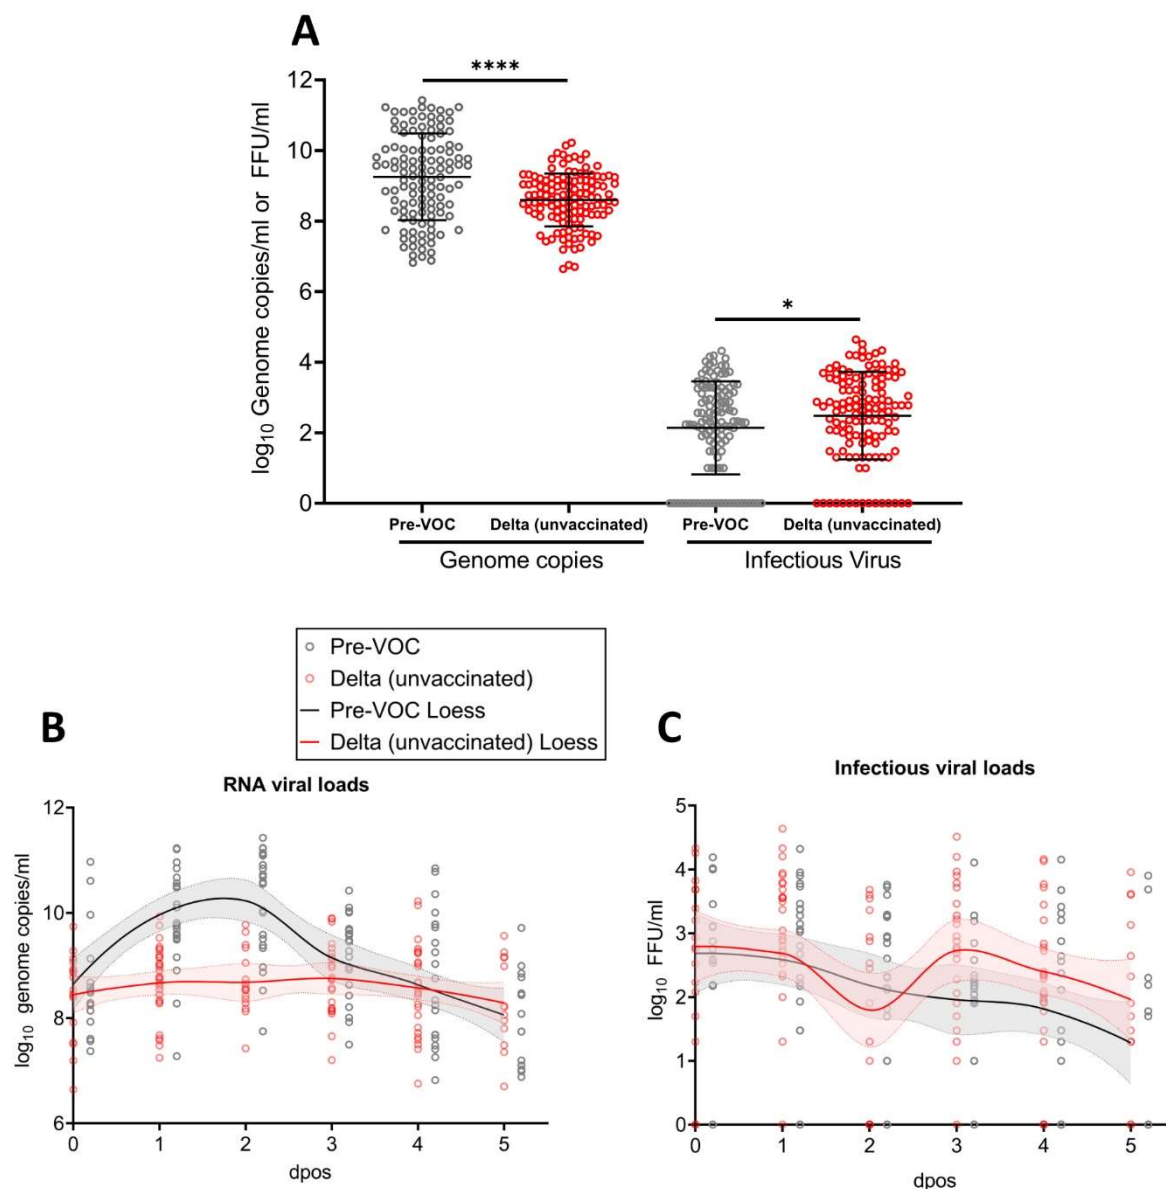 A
****
12
10
8
6
4
2
0
log10 Genome copies/ml or FFU/ml
*
Pre-VOC Delta (unvaccinated) Pre-VOC Delta (unvaccinated)
Genome copies Infectious Virus
Pre-VOC
Delta (unvaccinated)
Pre-VOC Loess
Delta (unvaccinated) Loess
B
RNA viral loads
12
10
8
6
log10 genome copies/ml
0 1 2 3 4 5
dpos
C
Infectious viral loads
5
4
3
2
1
0
log10 FFU/ml
0 1 2 3 4 5
dpos